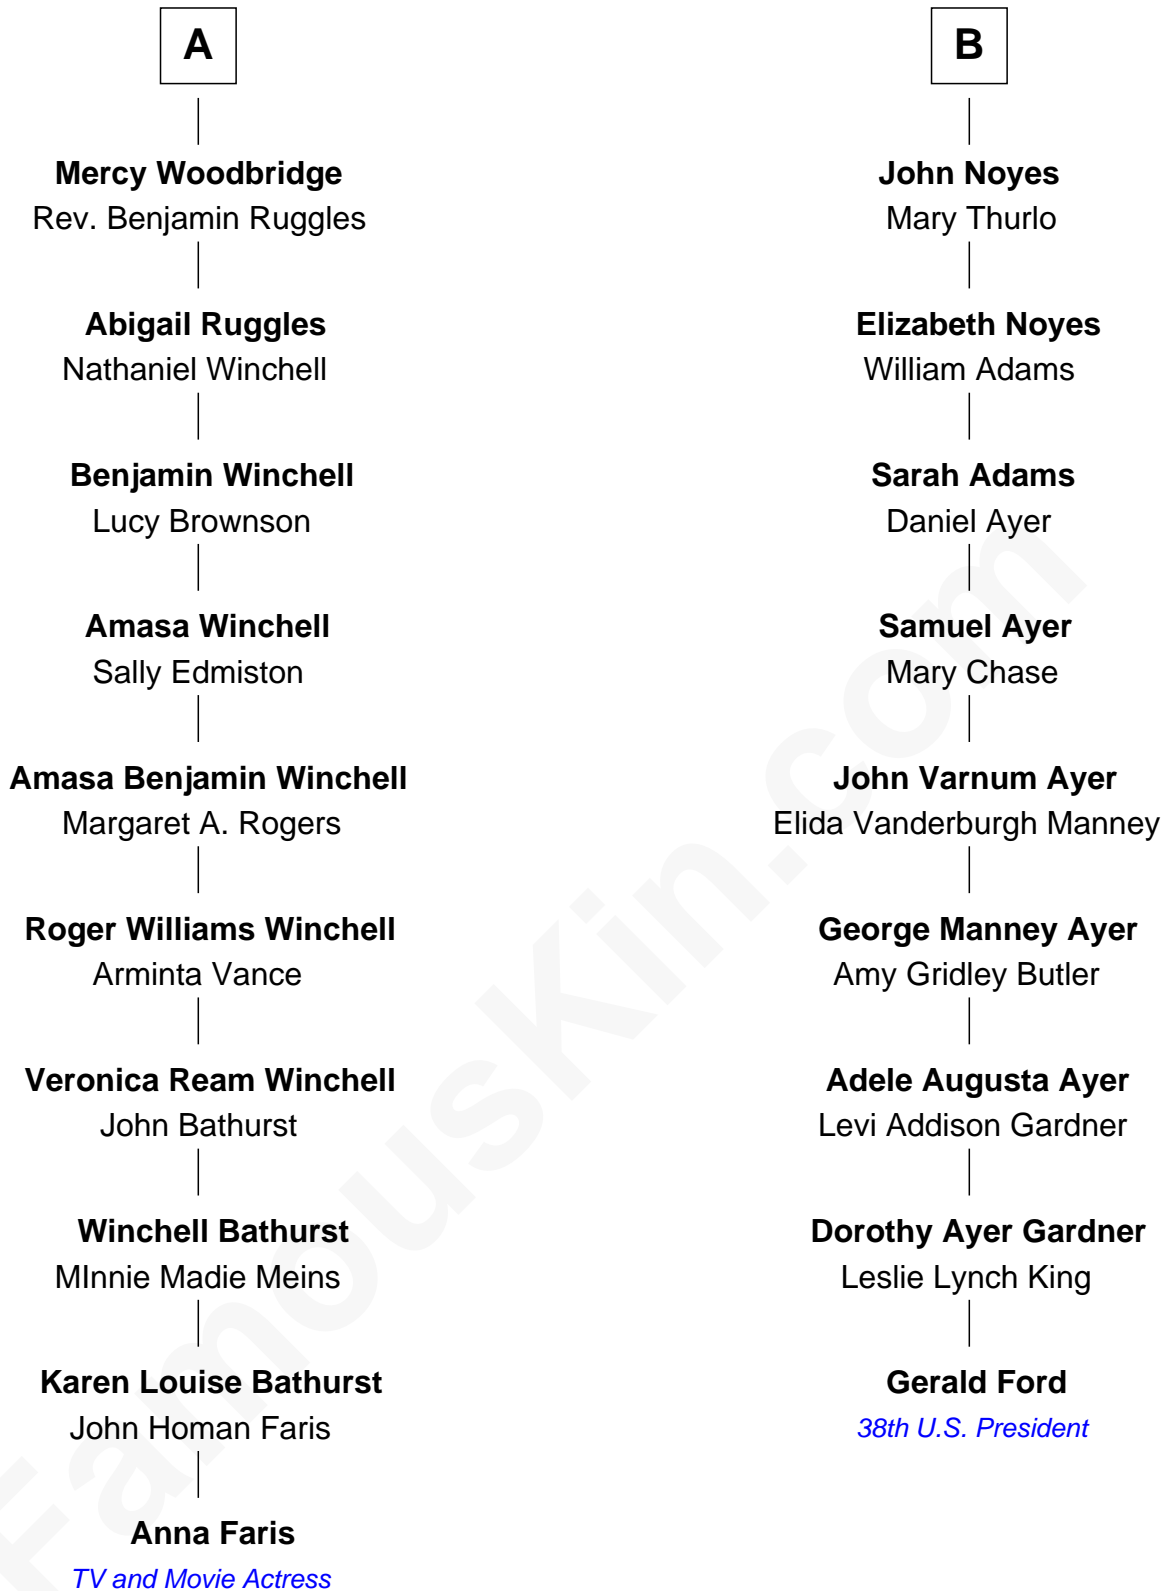 A
Mercy Woodbridge
Rev. Benjamin Ruggles
Abigail Ruggles
Nathaniel Winchell
Benjamin Winchell
Lucy Brownson
Amasa Winchell
Sally Edmiston
Amasa Benjamin Winchell
Margaret A. Rogers
Roger Williams Winchell
Arminta Vance
Veronica Ream Winchell
John Bathurst
Winchell Bathurst
MInnie Madie Meins
Karen Louise Bathurst
John Homan Faris
Anna Faris
TV and Movie Actress
B
John Noyes
Mary Thurlo
Elizabeth Noyes
William Adams
Sarah Adams
Daniel Ayer
Samuel Ayer
Mary Chase
John Varnum Ayer
Elida Vanderburgh Manney
George Manney Ayer
Amy Gridley Butler
Adele Augusta Ayer
Levi Addison Gardner
Dorothy Ayer Gardner
Leslie Lynch King
Gerald Ford
38th U.S. President
FamousKin.com